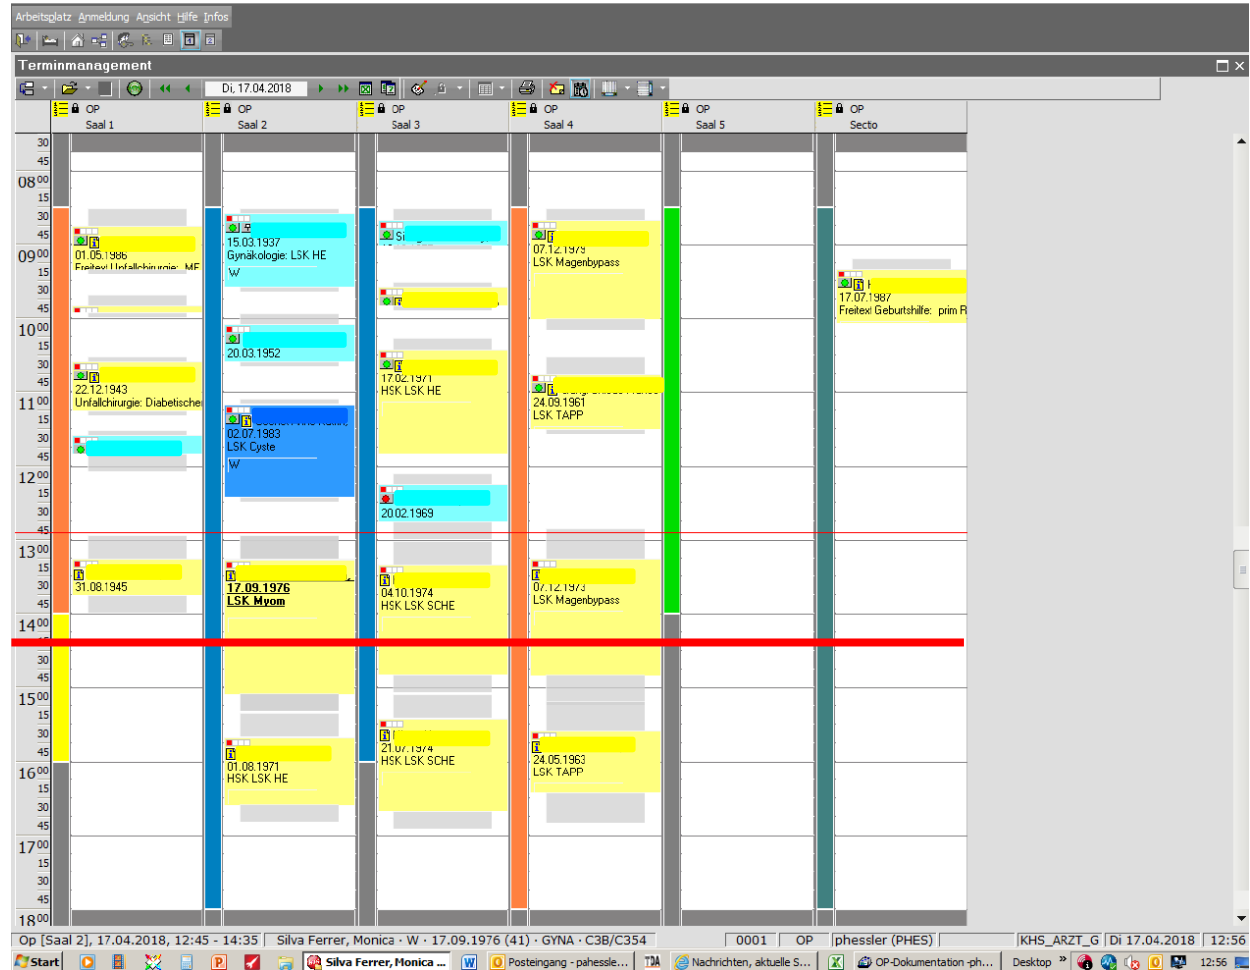 Arbeitsplatz Anmeldung Ansicht Hilfe Infos
Terminmanagement
Di, 17.04.2018
OP
Saal 1
OP
Saal 2
OP
Saal 3
OP
Saal 4
OP
Saal 5
OP
Sectio
30
45
08 00
15
30
45
09 00
15
30
45
10 00
15
30
45
11 00
15
30
45
12 00
15
30
45
13 00
15
30
45
14 00
30
45
15 00
15
30
45
16 00
15
30
45
17 00
15
30
45
18 00
01.05.1986
Freitext Unfallchirurgie: ME
22.12.1943
Unfallchirurgie: Diabetischer
31.08.1945
15.03.1937
Gynäkologie: LSK HE
W
20.03.1952
02.07.1983
LSK Cyste
W
17.09.1976
LSK Myom
01.08.1971
HSK LSK HE
17.02.1971
HSK LSK HE
20.02.1969
04.10.1974
HSK LSK SCHE
21.07.1974
HSK LSK SCHE
07.12.1979
LSK Magenbypass
24.09.1961
LSK TAPP
07.12.1973
LSK Magenbypass
24.05.1963
LSK TAPP
17.07.1987
Freitext Geburtshilfe: prim R
Op [Saal 2], 17.04.2018, 12:45 - 14:35 Silva Ferrer, Monica · W · 17.09.1976 (41) · GYNA · C3B/C354 0001 OP phessler (PHES) KHS_ARZT_G Di 17.04.2018 12:56
Start Silva Ferrer, Monica ... Posteingang - pahessle... TDA Nachrichten, aktuelle S... OP-Dokumentation -ph... Desktop » 12:56